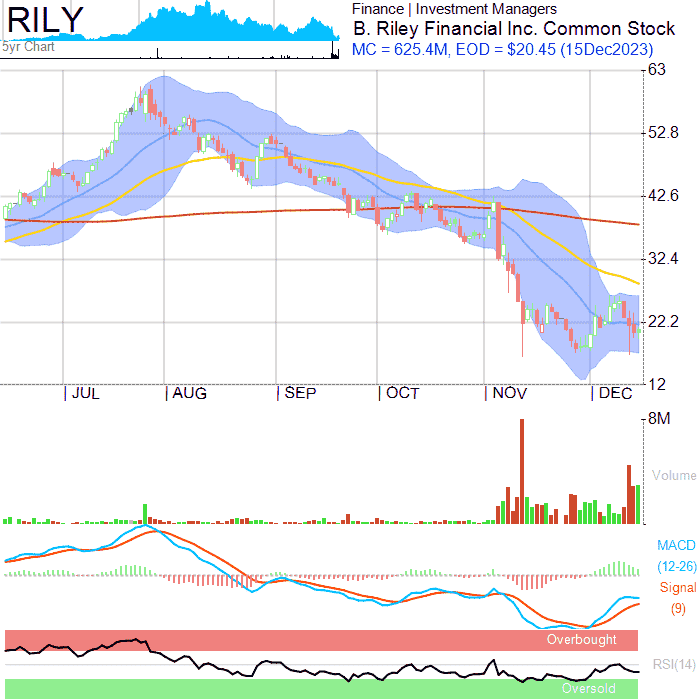 RILY
Finance | Investment Managers
B. Riley Financial Inc. Common Stock
MC = 625.4M, EOD = $20.45 (15Dec2023)
5yr Chart
63
52.8
42.6
32.4
22.2
12
JUL AUG SEP OCT NOV DEC
8M
Volume
MACD
(12-26)
Signal
(9)
Overbought
RSI(14)
Oversold